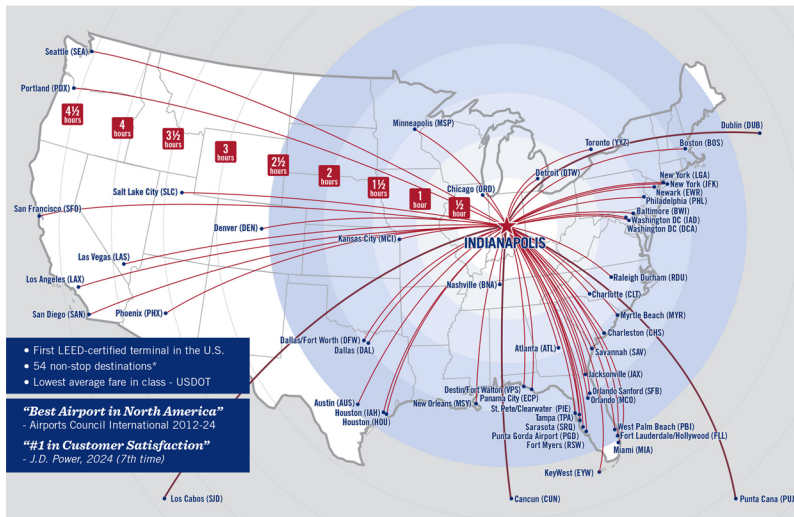 Seattle (SEA)
Portland (PDX)
4½
hours
4
hours
3½
hours
3
hours
2½
hours
2
hours
1½
hours
1
hour
½
hours
Minneapolis (MSP)
Dublin (DUB)
Toronto (YYZ)
Boston (BOS)
Detroit (DTW)
Chicago (ORD)
New York (LGA)
New York (JFK)
Newark (EWR)
Philadelphia (PHL)
Baltimore (BWI)
Washington DC (IAD)
Washington DC (DCA)
Salt Lake City (SLC)
San Francisco (SFO)
Denver (DEN)
Kansas City (MCI)
INDIANAPOLIS
Las Vegas (LAS)
Los Angeles (LAX)
San Diego (SAN)
Phoenix (PHX)
Nashville (BNA)
Raleigh Durham (RDU)
Charlotte (CLT)
Myrtle Beach (MYR)
Charleston (CHS)
Savannah (SAV)
Atlanta (ATL)
Dallas/Fort Worth (DFW)
Dallas (DAL)
Jacksonville (JAX)
Destin/Fort Walton (VPS)
Panama City (ECP)
Orlando Sanford (SFB)
Orlando (MCO)
Austin (AUS)
Houston (IAH)
Houston (HOU)
New Orleans (MSY)
St. Pete/Clearwater (PIE)
Tampa (TPA)
Sarasota (SRQ)
Punta Gorda Airport (PGD)
Fort Myers (RSW)
West Palm Beach (PBI)
Fort Lauderdale/Hollywood (FLL)
Miami (MIA)
KeyWest (EYW)
Los Cabos (SJD)
Cancun (CUN)
Punta Cana (PUJ
• First LEED-certified terminal in the U.S.
• 54 non-stop destinations*
• Lowest average fare in class - USDOT
“Best Airport in North America”
- Airports Council International 2012-24
“#1 in Customer Satisfaction”
- J.D. Power, 2024 (7th time)